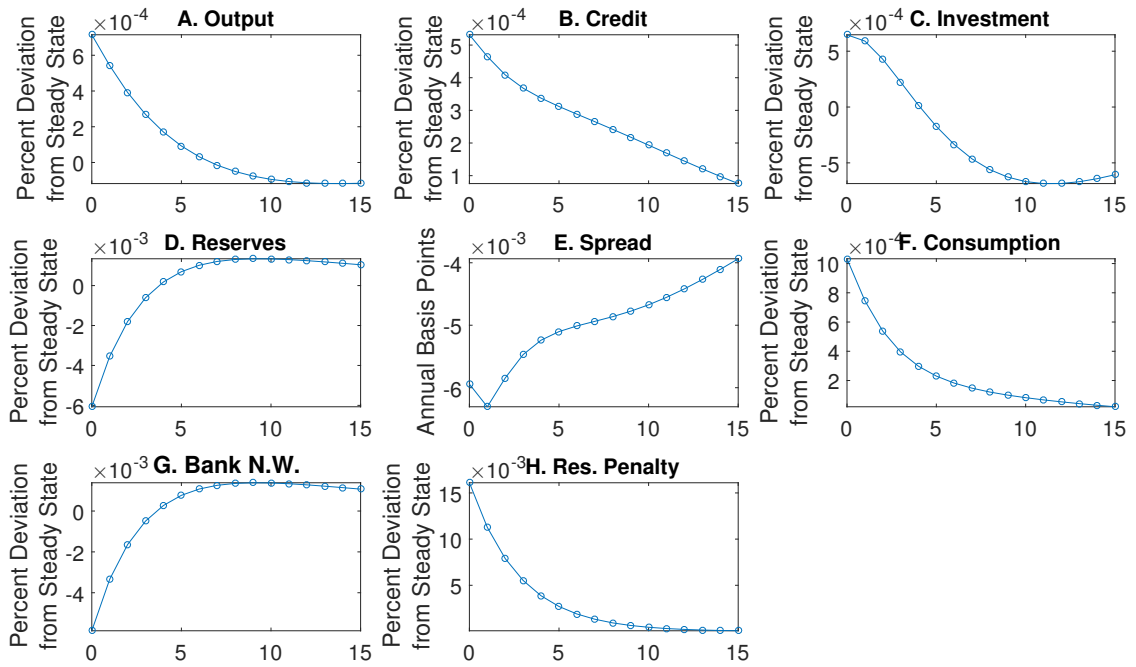 A. Output
×10⁻⁴
Percent Deviation
from Steady State
6
4
2
0
0 5 10 15
B. Credit
×10⁻⁴
Percent Deviation
from Steady State
5
4
3
2
1
0 5 10 15
C. Investment
×10⁻⁴
Percent Deviation
from Steady State
5
0
-5
0 5 10 15
D. Reserves
×10⁻³
Percent Deviation
from Steady State
0
-2
-4
-6
0 5 10 15
E. Spread
×10⁻³
Annual Basis Points
-4
-5
-6
0 5 10 15
F. Consumption
×10⁻⁴
Percent Deviation
from Steady State
10
8
6
4
2
0 5 10 15
G. Bank N.W.
×10⁻³
Percent Deviation
from Steady State
0
-2
-4
0 5 10 15
H. Res. Penalty
×10⁻³
Percent Deviation
from Steady State
15
10
5
0 5 10 15